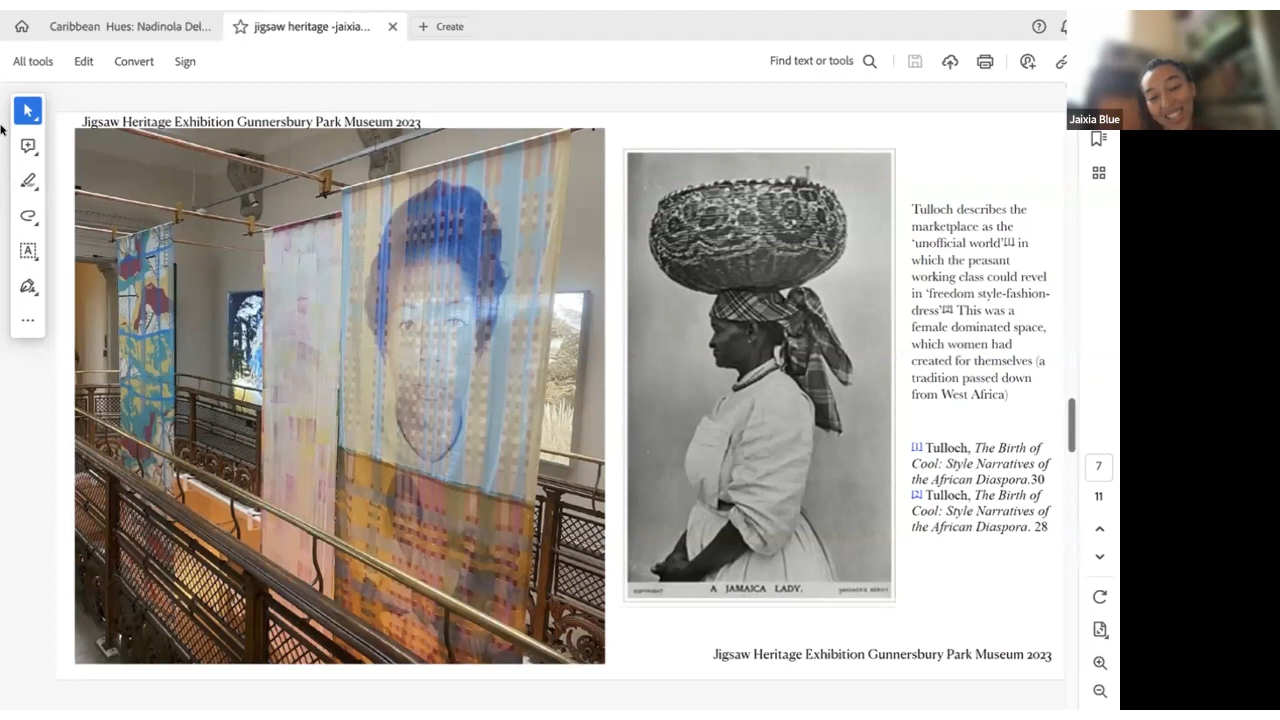 Caribbean Hues: Nadinola Del...
jigsaw heritage -jaixia...
Create
All tools
Edit
Convert
Sign
Find text or tools
Jaixia Blue
Jigsaw Heritage Exhibition Gunnersbury Park Museum 2023
Tulloch describes the
marketplace as the
‘unofficial world’[1] in
which the peasant
working class could revel
in ‘freedom style-fashion-
dress’[2] This was a
female dominated space,
which women had
created for themselves (a
tradition passed down
from West Africa)
[1] Tulloch, The Birth of
Cool: Style Narratives of
the African Diaspora.30
[2] Tulloch, The Birth of
Cool: Style Narratives of
the African Diaspora. 28
COPYRIGHT
A JAMAICA LADY.
Jigsaw Heritage Exhibition Gunnersbury Park Museum 2023
7
11